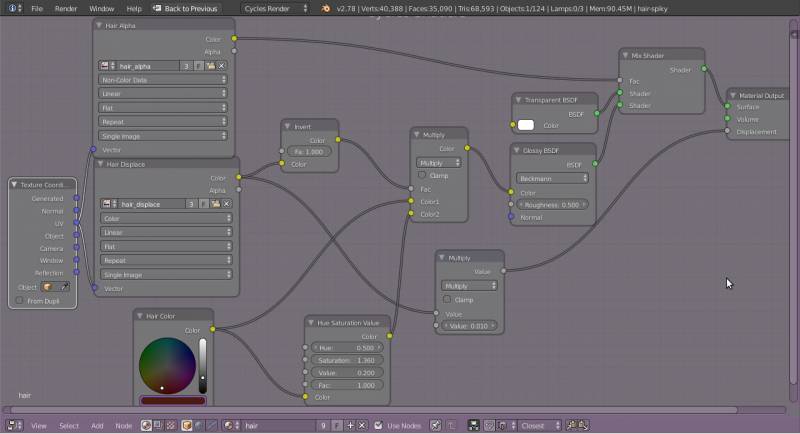 File Render Window Help Back to Previous Cycles Render v2.78 | Verts:40,388 | Faces:35,090 | Tris:68,593 | Objects:1/124 | Lamps:0/3 | Mem:90.45M | hair-spiky
Hair Alpha
Color
Alpha
hair_alpha 3 F
Non-Color Data
Linear
Flat
Repeat
Single Image
Vector
Hair Displace
Color
Alpha
hair_displace 3 F
Color
Linear
Flat
Repeat
Single Image
Vector
Texture Coordi...
Generated
Normal
UV
Object
Camera
Window
Reflection
Object:
From Dupli
Invert
Color
Fa: 1.000
Color
Multiply
Color
Multiply
Clamp
Fac
Color1
Color2
Transparent BSDF
BSDF
Color
Glossy BSDF
BSDF
Beckmann
Color
Roughness: 0.500
Normal
Mix Shader
Shader
Fac
Shader
Shader
Material Output
Surface
Volume
Displacement
Multiply
Value
Multiply
Clamp
Value
Value: 0.010
Hair Color
Color
Hue Saturation Value
Color
Hue: 0.500
Saturation: 1.360
Value: 0.200
Fac: 1.000
Color
hair
View Select Add Node hair 9 F Use Nodes Closest